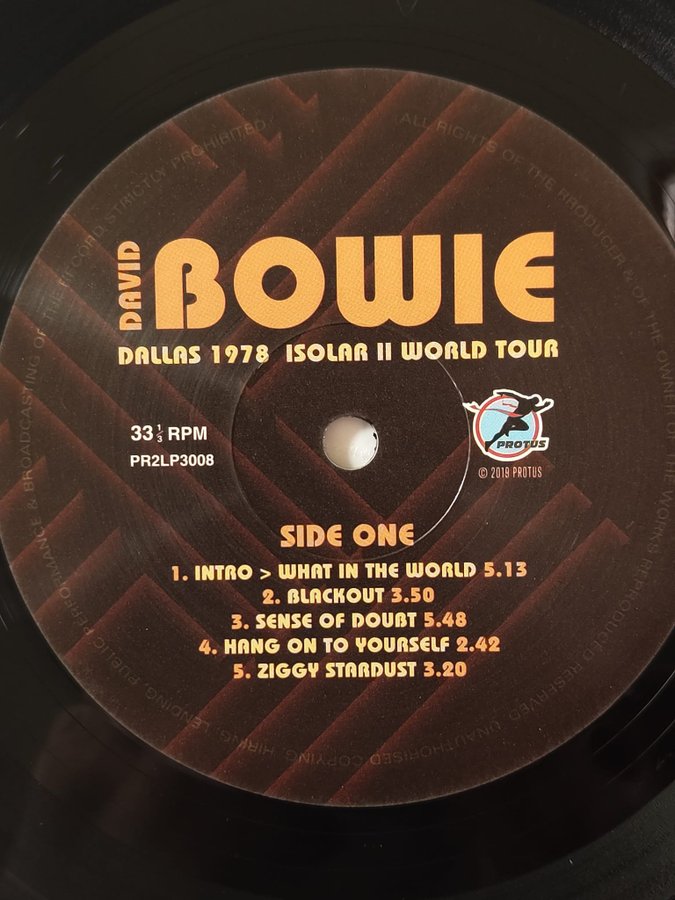 DAVID
BOWIE
DALLAS 1978 ISOLAR II WORLD TOUR
33⅓ RPM
PR2LP3008
PROTUS
© 2019 PROTUS
SIDE ONE
1. INTRO > WHAT IN THE WORLD 5.13
2. BLACKOUT 3.50
3. SENSE OF DOUBT 5.48
4. HANG ON TO YOURSELF 2.42
5. ZIGGY STARDUST 3.20
(ALL RIGHTS OF THE PRODUCER & OF THE OWNER OF THE WORKS REPRODUCED RESERVED. UNAUTHORISED COPYING, HIRING, LENDING, PUBLIC PERFORMANCE & BROADCASTING OF THE RECORD STRICTLY PROHIBITED